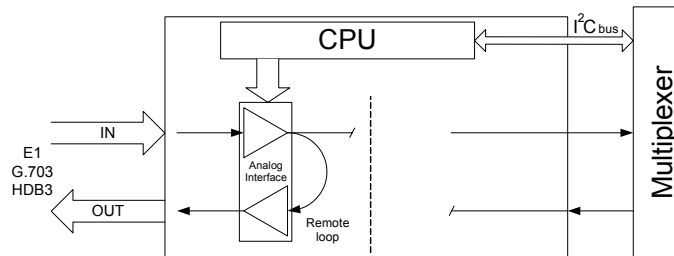 CPU
I²C bus
Multiplexer
IN
E1
G.703
HDB3
Analog
Interface
OUT
Remote
loop